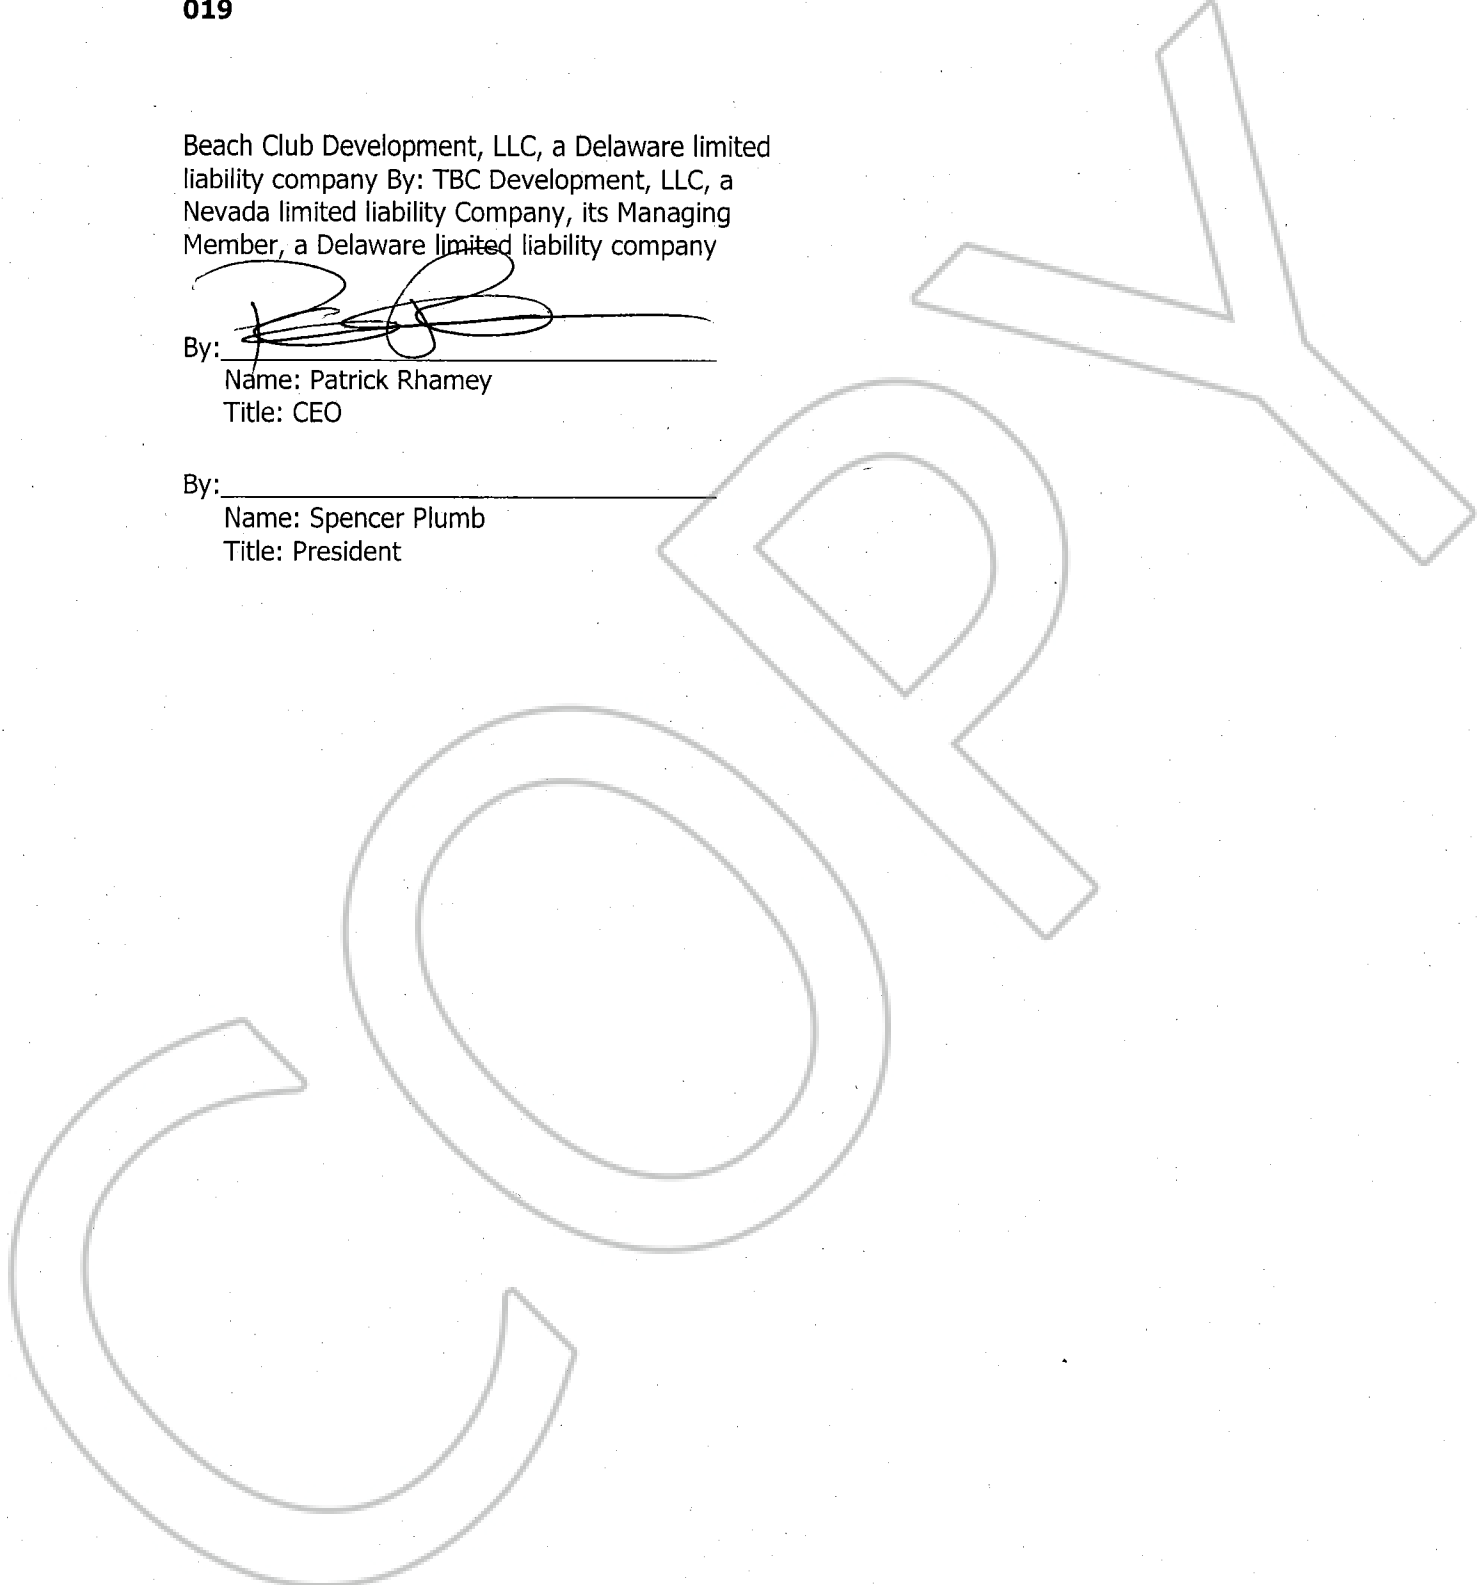 019
Beach Club Development, LLC, a Delaware limited
liability company By: TBC Development, LLC, a
Nevada limited liability Company, its Managing
Member, a Delaware limited liability company
By:
Name: Patrick Rhamey
Title: CEO
By:
Name: Spencer Plumb
Title: President
COPY